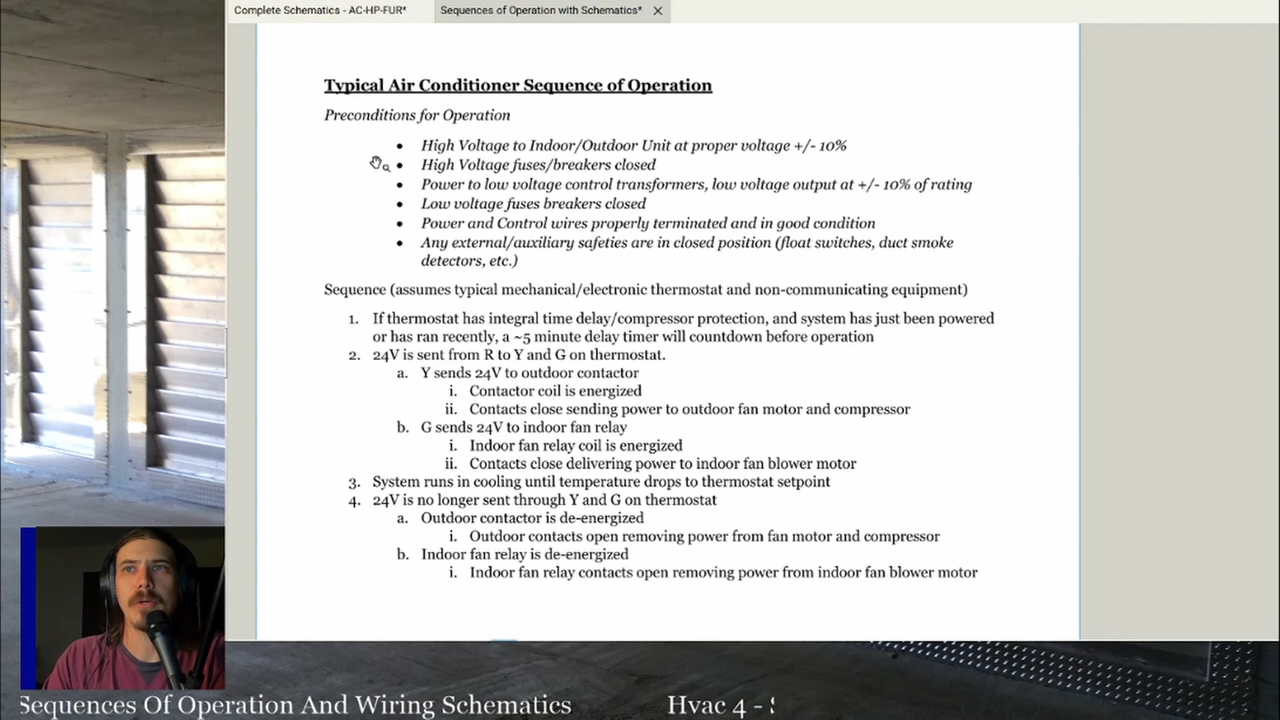 Complete Schematics - AC-HP-FUR*
Sequences of Operation with Schematics*
Typical Air Conditioner Sequence of Operation
Preconditions for Operation
• High Voltage to Indoor/Outdoor Unit at proper voltage +/- 10%
• High Voltage fuses/breakers closed
• Power to low voltage control transformers, low voltage output at +/- 10% of rating
• Low voltage fuses breakers closed
• Power and Control wires properly terminated and in good condition
• Any external/auxiliary safeties are in closed position (float switches, duct smoke
detectors, etc.)
Sequence (assumes typical mechanical/electronic thermostat and non-communicating equipment)
1. If thermostat has integral time delay/compressor protection, and system has just been powered
or has ran recently, a ~5 minute delay timer will countdown before operation
2. 24V is sent from R to Y and G on thermostat.
a. Y sends 24V to outdoor contactor
i. Contactor coil is energized
ii. Contacts close sending power to outdoor fan motor and compressor
b. G sends 24V to indoor fan relay
i. Indoor fan relay coil is energized
ii. Contacts close delivering power to indoor fan blower motor
3. System runs in cooling until temperature drops to thermostat setpoint
4. 24V is no longer sent through Y and G on thermostat
a. Outdoor contactor is de-energized
i. Outdoor contacts open removing power from fan motor and compressor
b. Indoor fan relay is de-energized
i. Indoor fan relay contacts open removing power from indoor fan blower motor
Sequences Of Operation And Wiring Schematics
Hvac 4 -